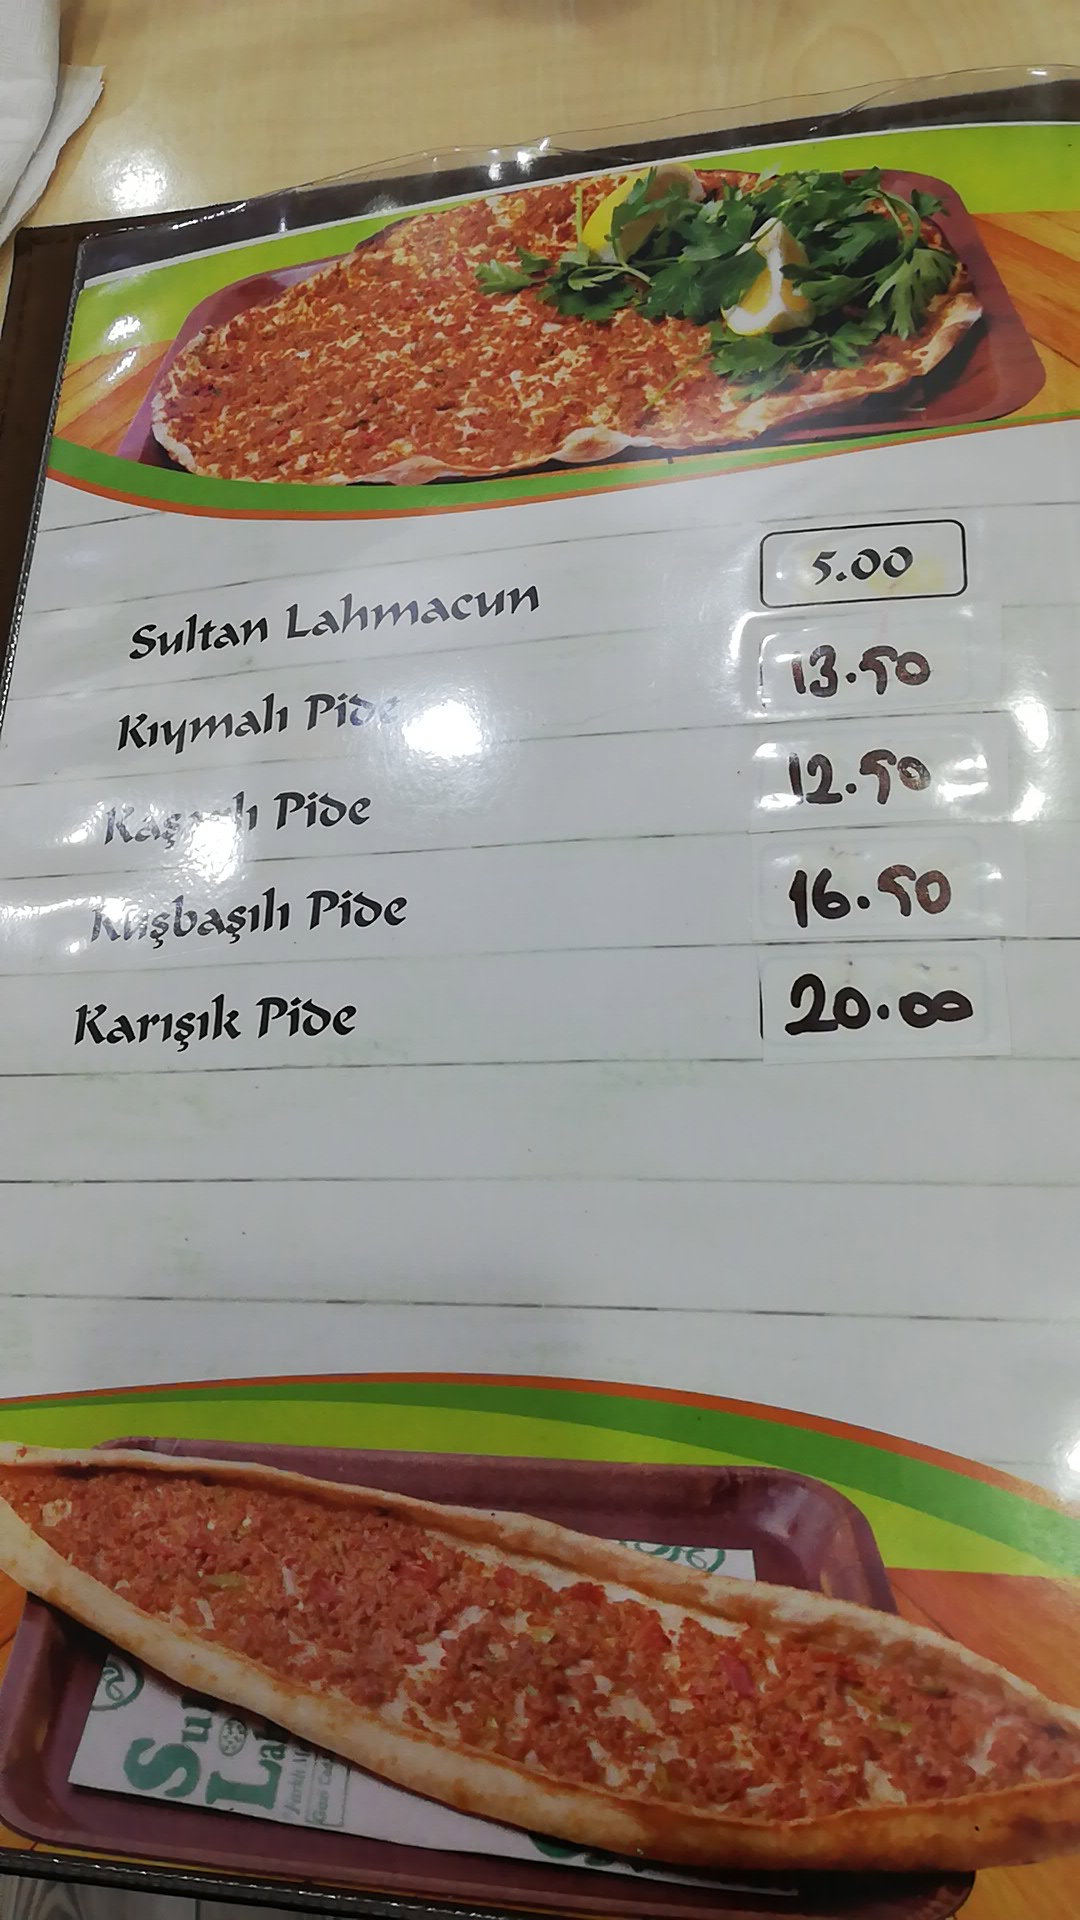 Sultan Lahmacun 5.00
Kıymalı Pide 13.50
Kaşarlı Pide 12.50
Kuşbaşılı Pide 16.50
Karışık Pide 20.00